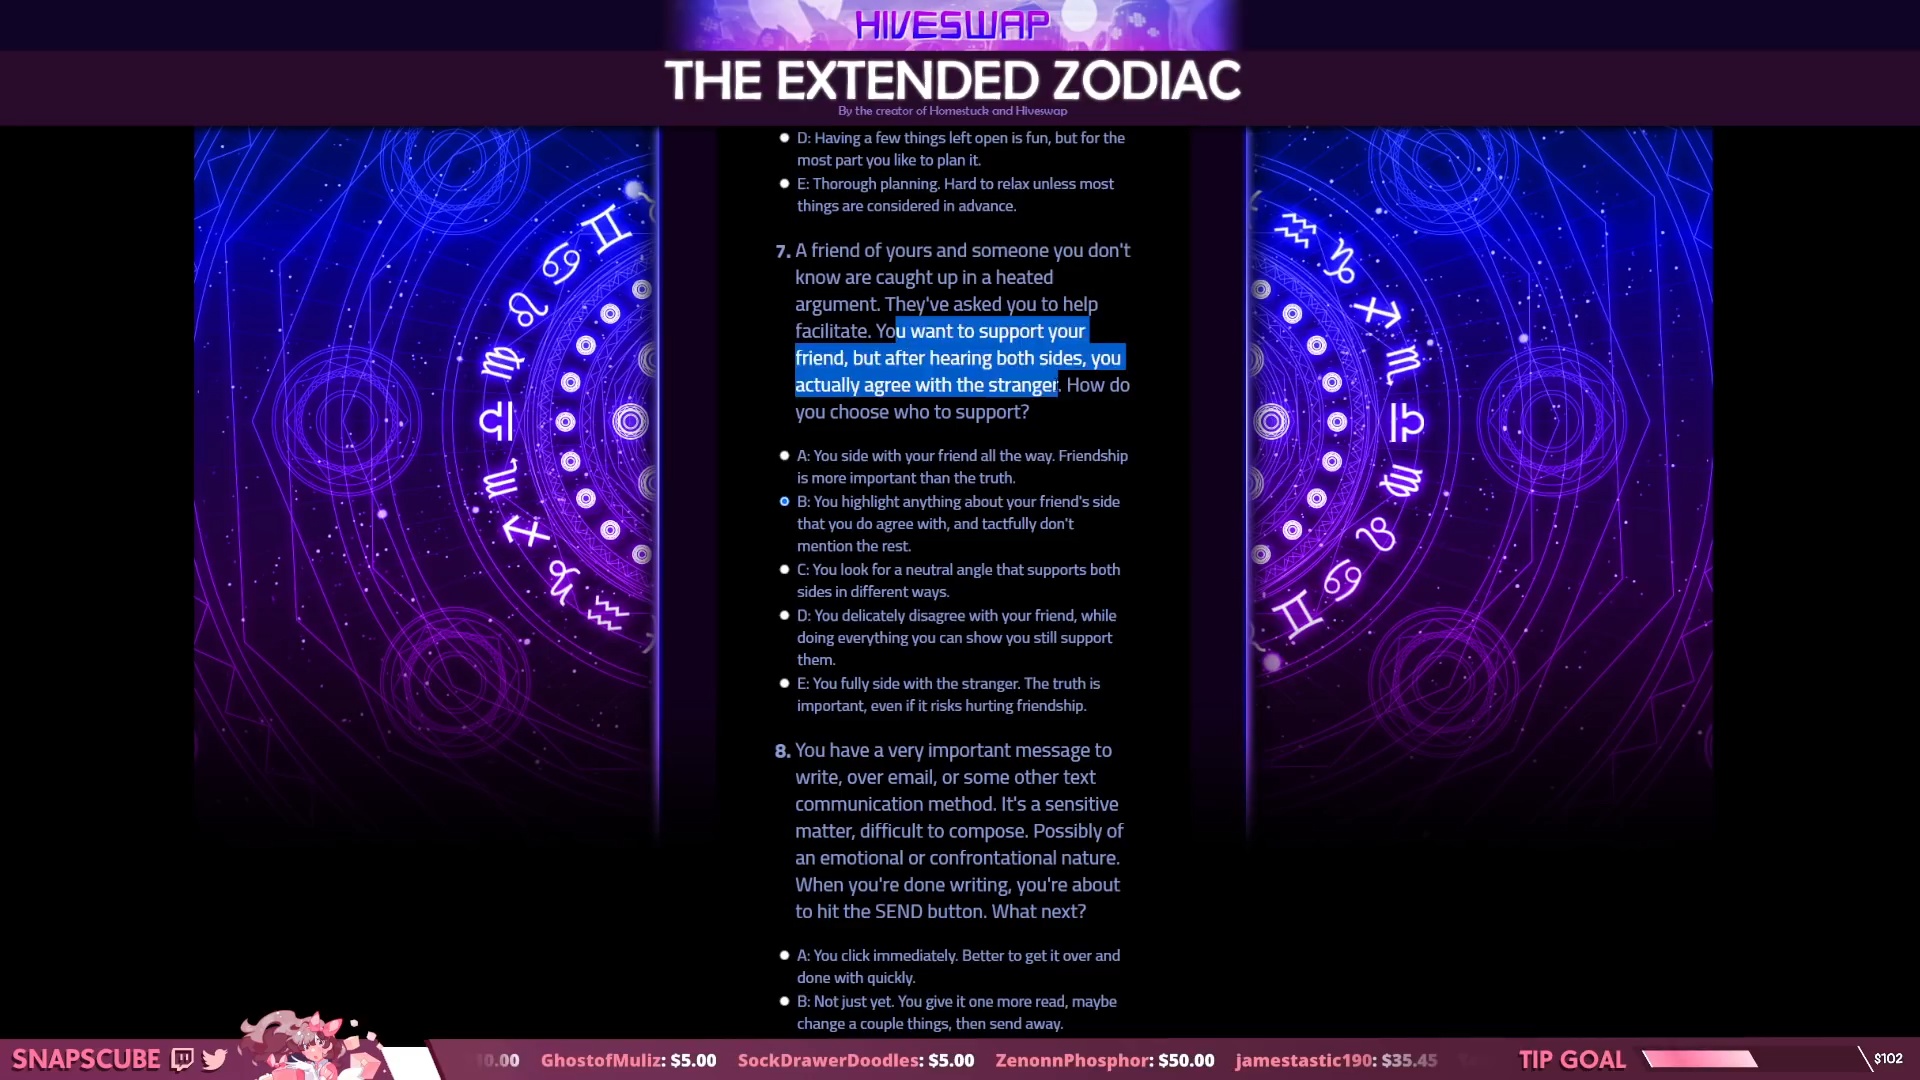 HIVESWAP
THE EXTENDED ZODIAC
By the creator of Homestuck and Hiveswap
D: Having a few things left open is fun, but for the
most part you like to plan it.
E: Thorough planning. Hard to relax unless most
things are considered in advance.
7. A friend of yours and someone you don't
know are caught up in a heated
argument. They've asked you to help
facilitate. You want to support your
friend, but after hearing both sides, you
actually agree with the stranger. How do
you choose who to support?
A: You side with your friend all the way. Friendship
is more important than the truth.
B: You highlight anything about your friend's side
that you do agree with, and tactfully don't
mention the rest.
C: You look for a neutral angle that supports both
sides in different ways.
D: You delicately disagree with your friend, while
doing everything you can show you still support
them.
E: You fully side with the stranger. The truth is
important, even if it risks hurting friendship.
8. You have a very important message to
write, over email, or some other text
communication method. It's a sensitive
matter, difficult to compose. Possibly of
an emotional or confrontational nature.
When you're done writing, you're about
to hit the SEND button. What next?
A: You click immediately. Better to get it over and
done with quickly.
B: Not just yet. You give it one more read, maybe
change a couple things, then send away.
SNAPSCUBE 10.00 GhostofMuliz: $5.00 SockDrawerDoodles: $5.00 ZenonnPhosphor: $50.00 jamestastic190: $35.45 TIP GOAL $102